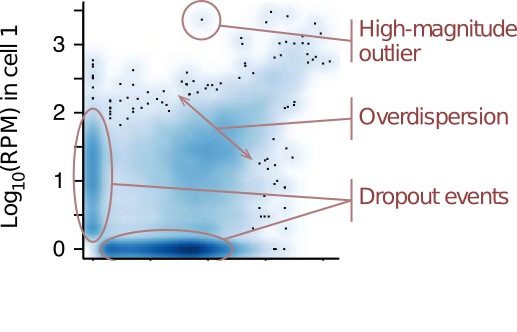 High-magnitude
outlier
Overdispersion
Dropout events
Log10(RPM) in cell 1
3
2
1
0